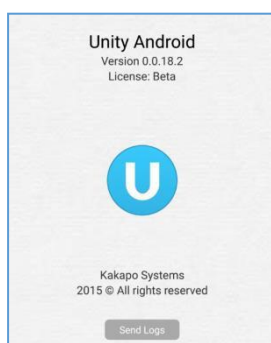 Unity Android
Version 0.0.18.2
License: Beta
U
Kakapo Systems
2015 © All rights reserved
Send Logs